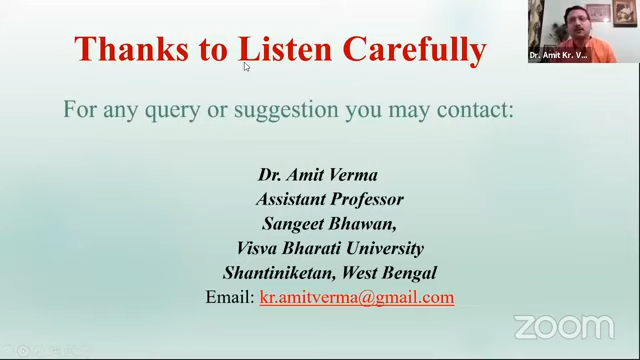 Thanks to Listen Carefully
Dr. Amit Kr. V...
For any query or suggestion you may contact:
Dr. Amit Verma
Assistant Professor
Sangeet Bhawan,
Visva Bharati University
Shantiniketan, West Bengal
Email: kr.amitverma@gmail.com
zoom